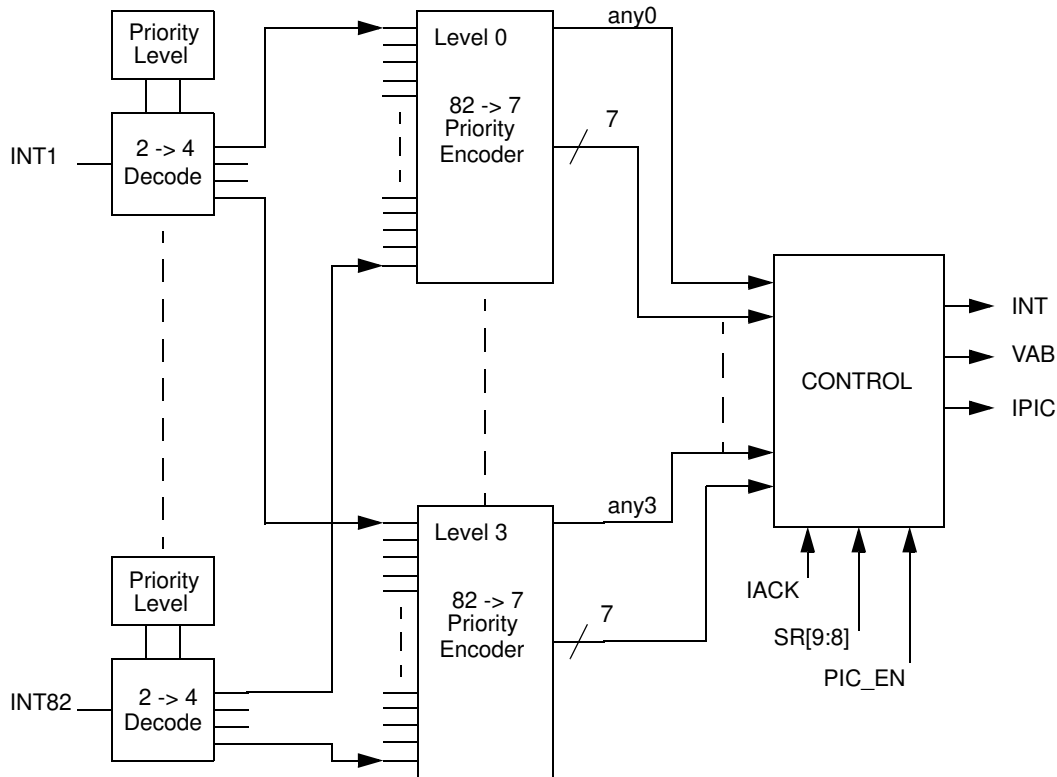 Priority
Level
INT1
2 -> 4
Decode
Level 0
82 -> 7
Priority
Encoder
any0
7
CONTROL
INT
VAB
IPIC
Priority
Level
INT82
2 -> 4
Decode
Level 3
82 -> 7
Priority
Encoder
any3
7
IACK
SR[9:8]
PIC_EN